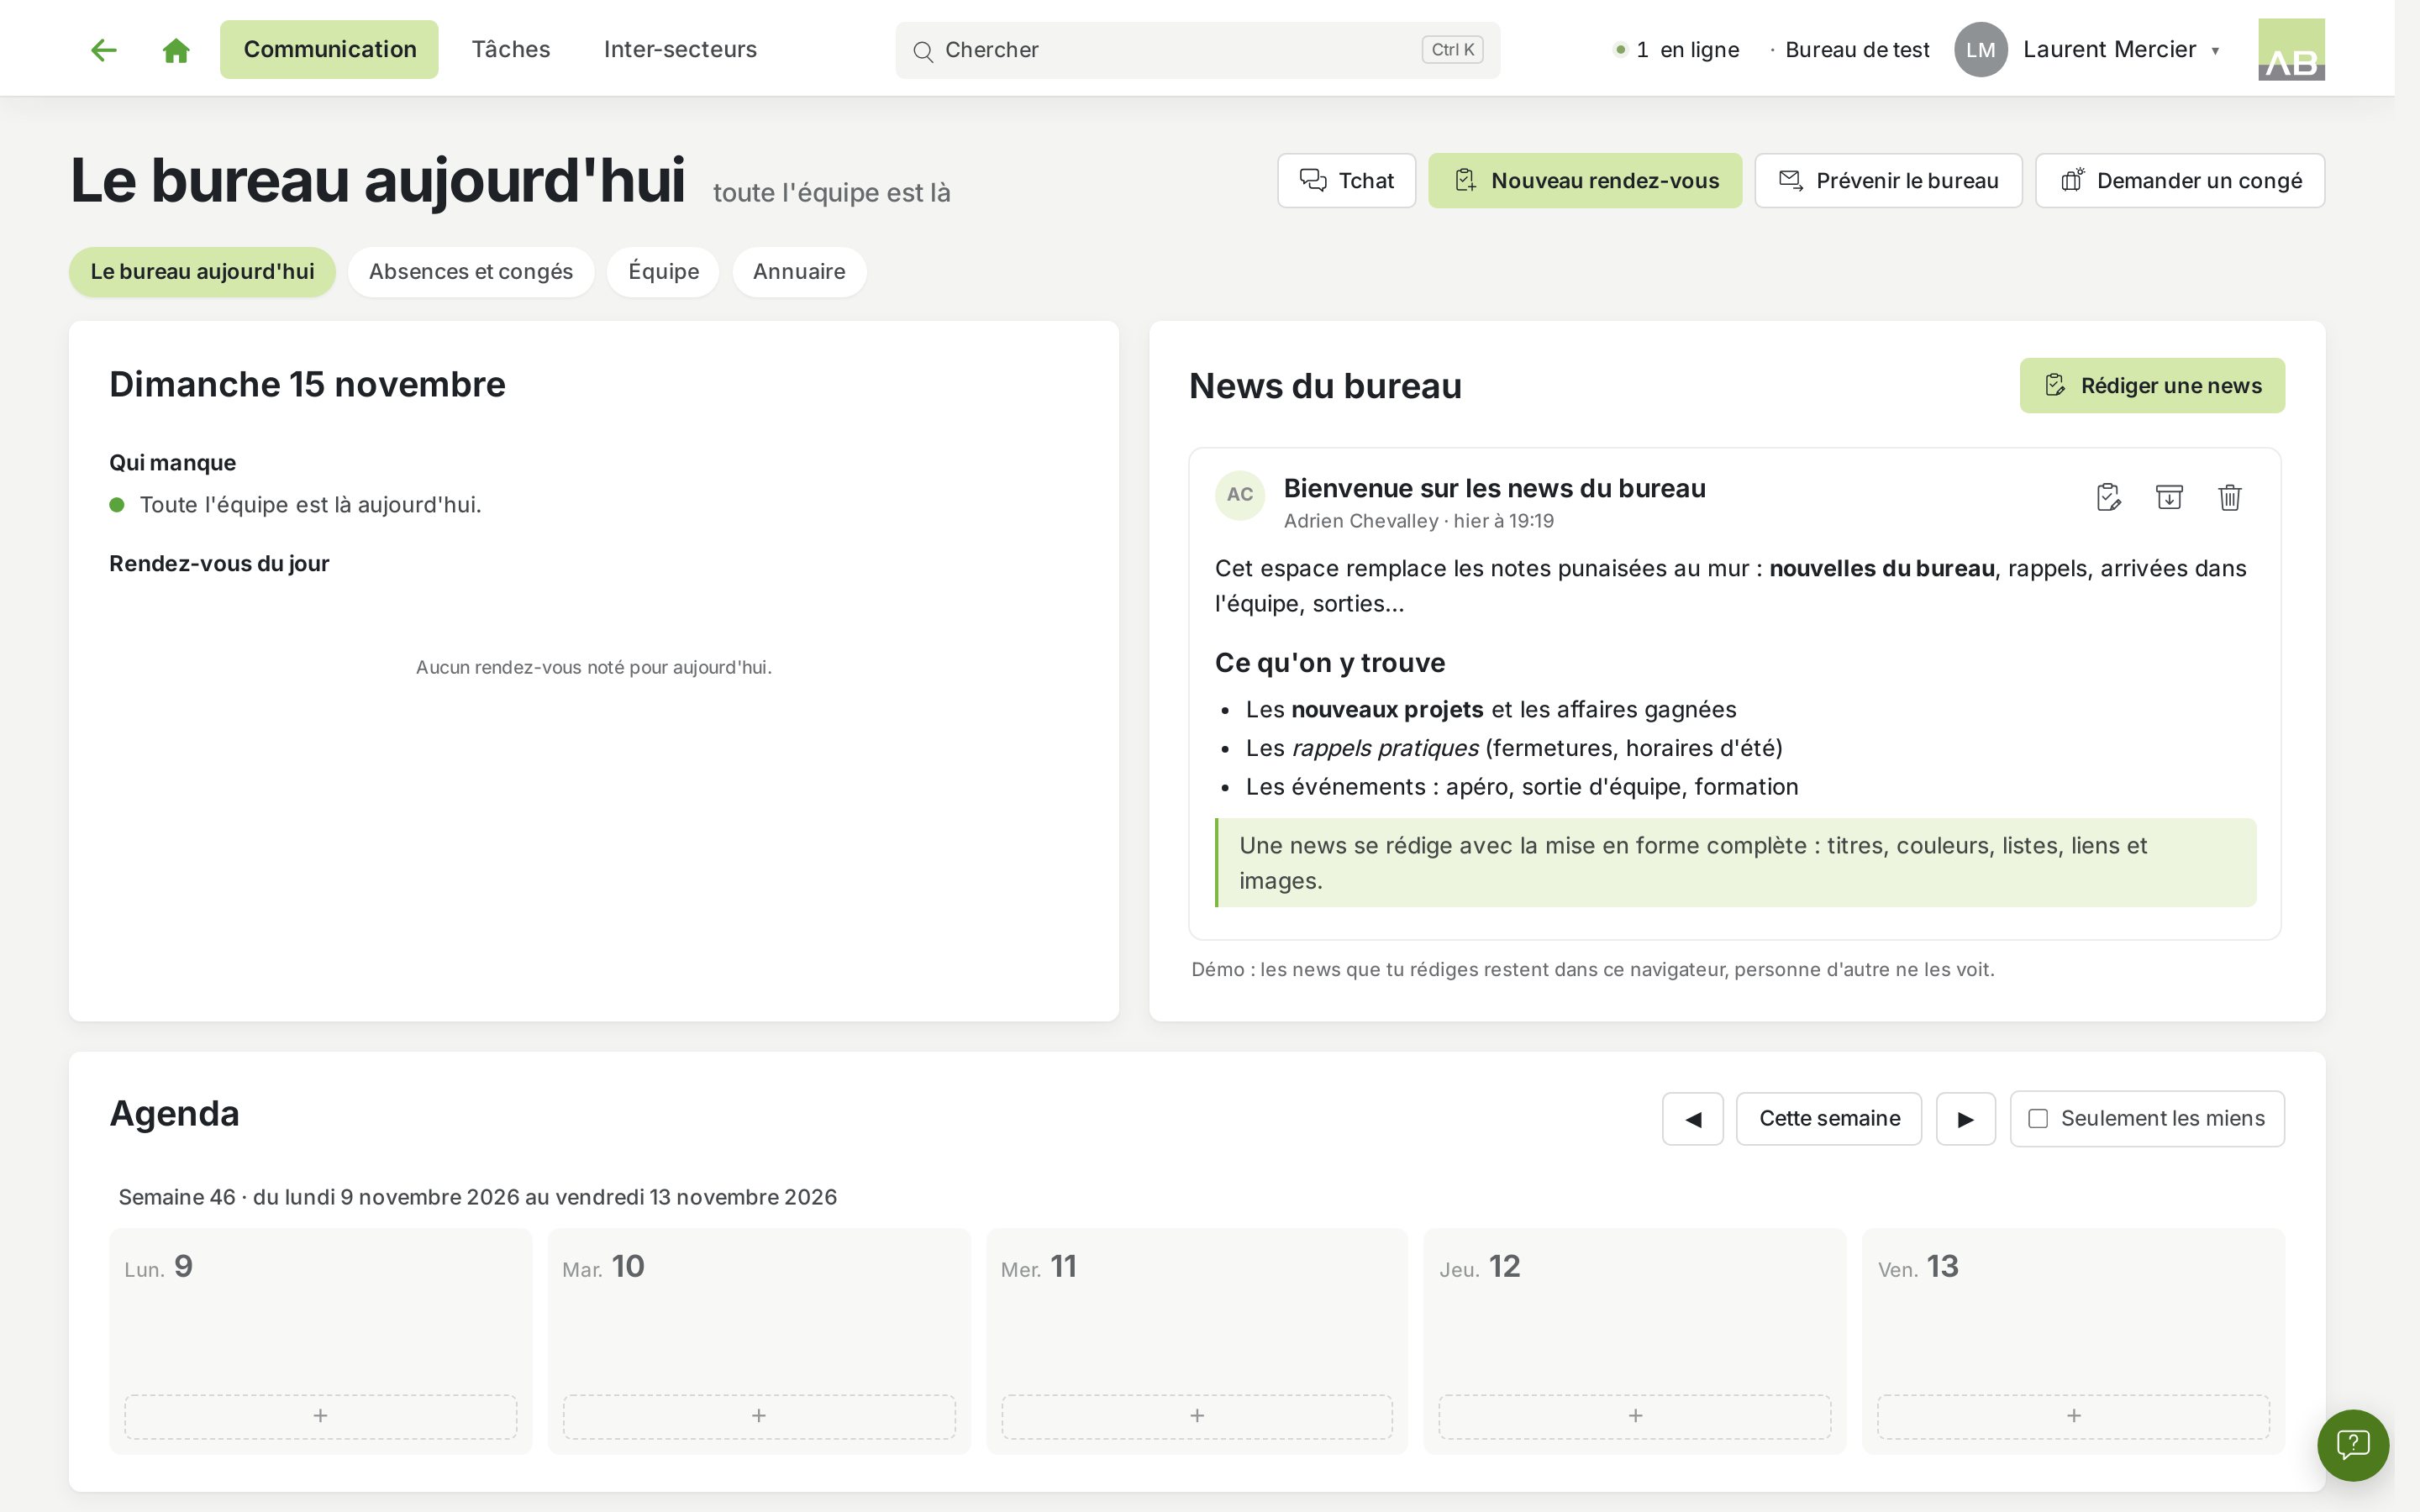 Communication Tâches Inter-secteurs Chercher Ctrl K 1 en ligne · Bureau de test LM Laurent Mercier ▾ AB
Le bureau aujourd'hui toute l'équipe est là Tchat Nouveau rendez-vous Prévenir le bureau Demander un congé
Le bureau aujourd'hui Absences et congés Équipe Annuaire
Dimanche 15 novembre
Qui manque
Toute l'équipe est là aujourd'hui.
Rendez-vous du jour
Aucun rendez-vous noté pour aujourd'hui.
News du bureau Rédiger une news
AC Bienvenue sur les news du bureau
Adrien Chevalley · hier à 19:19
Cet espace remplace les notes punaisées au mur : nouvelles du bureau, rappels, arrivées dans
l'équipe, sorties...
Ce qu'on y trouve
• Les nouveaux projets et les affaires gagnées
• Les rappels pratiques (fermetures, horaires d'été)
• Les événements : apéro, sortie d'équipe, formation
Une news se rédige avec la mise en forme complète : titres, couleurs, listes, liens et
images.
Démo : les news que tu rédiges restent dans ce navigateur, personne d'autre ne les voit.
Agenda ◀ Cette semaine ▶ Seulement les miens
Semaine 46 · du lundi 9 novembre 2026 au vendredi 13 novembre 2026
Lun. 9 Mar. 10 Mer. 11 Jeu. 12 Ven. 13
+ + + + +
?